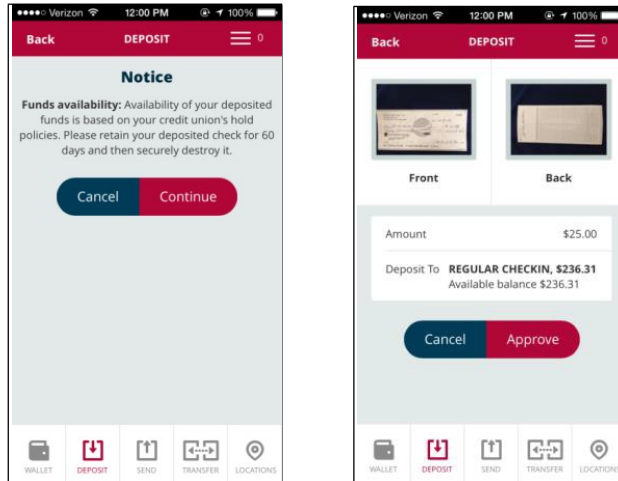 Verizon 12:00 PM 100%
Back DEPOSIT 0
Notice
Funds availability: Availability of your deposited
funds is based on your credit union's hold
policies. Please retain your deposited check for 60
days and then securely destroy it.
Cancel Continue
WALLET DEPOSIT SEND TRANSFER LOCATIONS
Verizon 12:00 PM 100%
Back DEPOSIT 0
Front Back
Amount $25.00
Deposit To REGULAR CHECKIN, $236.31
Available balance $236.31
Cancel Approve
WALLET DEPOSIT SEND TRANSFER LOCATIONS